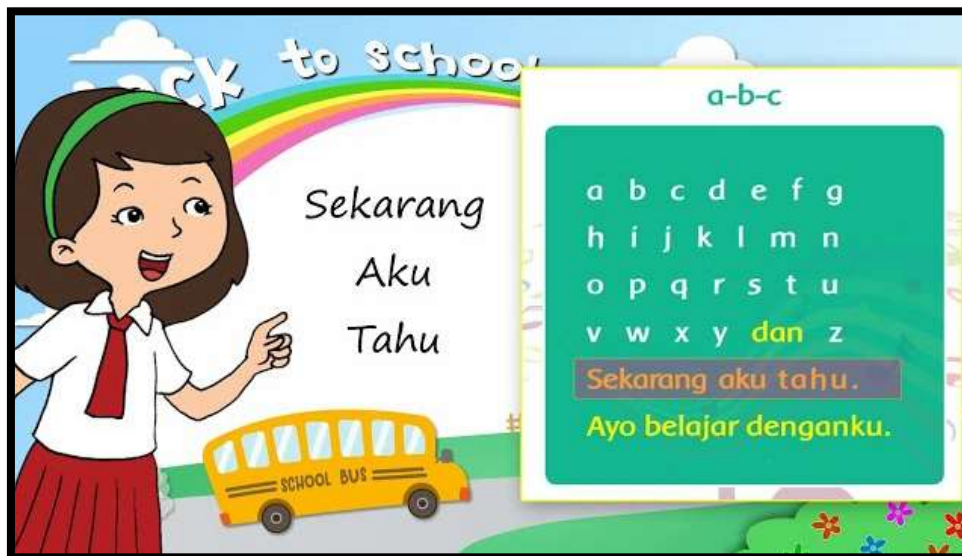 to school
Sekarang
Aku
Tahu
SCHOOL BUS
a-b-c
a b c d e f g
h i j k l m n
o p q r s t u
v w x y dan z
Sekarang aku tahu.
Ayo belajar denganku.